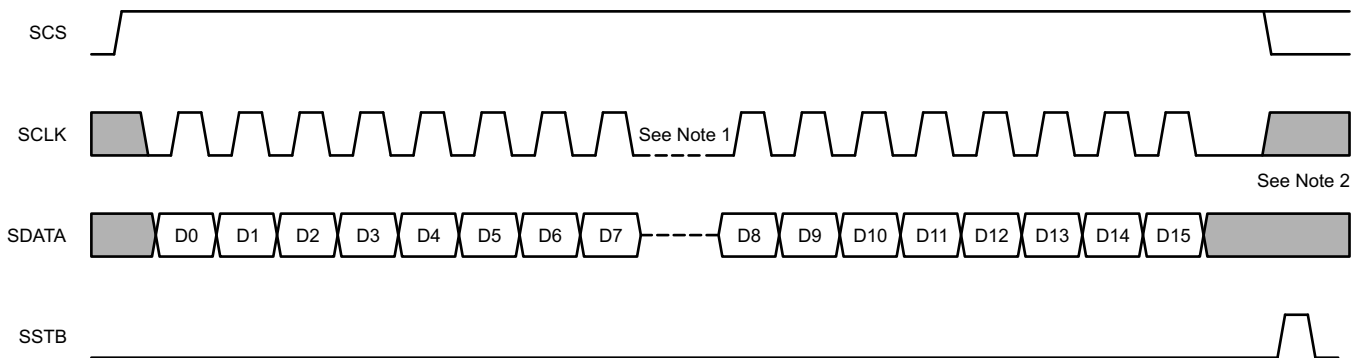 SCS
SCLK
See Note 1
See Note 2
SDATA D0 D1 D2 D3 D4 D5 D6 D7 D8 D9 D10 D11 D12 D13 D14 D15
SSTB